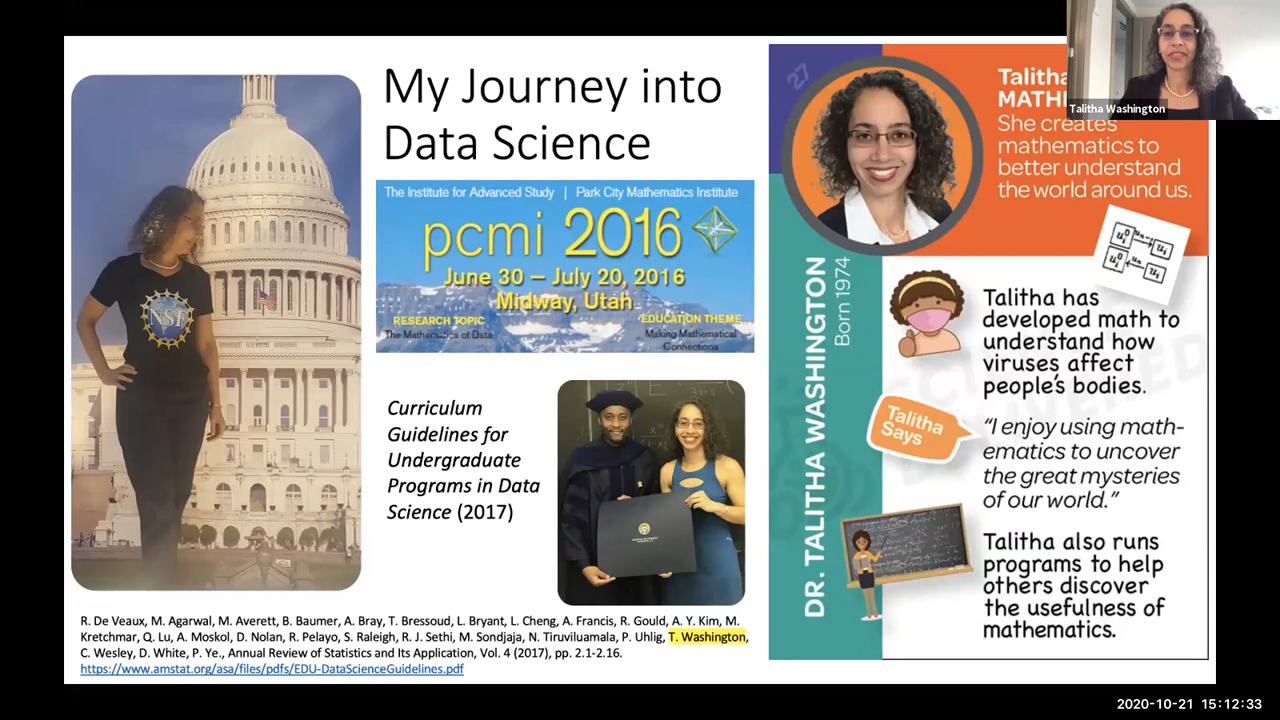 Talitha Washington
My Journey into
Data Science
The Institute for Advanced Study | Park City Mathematics Institute
pcmi 2016
June 30 – July 20, 2016
Midway, Utah
RESEARCH TOPIC
The Mathematics of Data
EDUCATION THEME
Making Mathematical
Connections
NSF
Curriculum
Guidelines for
Undergraduate
Programs in Data
Science (2017)
R. De Veaux, M. Agarwal, M. Averett, B. Baumer, A. Bray, T. Bressoud, L. Bryant, L. Cheng, A. Francis, R. Gould, A. Y. Kim, M.
Kretchmar, Q. Lu, A. Moskol, D. Nolan, R. Pelayo, S. Raleigh, R. J. Sethi, M. Sondjaja, N. Tiruviluamala, P. Uhlig, T. Washington,
C. Wesley, D. White, P. Ye., Annual Review of Statistics and Its Application, Vol. 4 (2017), pp. 2.1-2.16.
https://www.amstat.org/asa/files/pdfs/EDU-DataScienceGuidelines.pdf
27
Talitha
She creates
mathematics to
better understand
the world around us.
DR. TALITHA WASHINGTON
Born 1974
Talitha has
developed math to
understand how
viruses affect
people's bodies.
Talitha
Says
“I enjoy using math-
ematics to uncover
the great mysteries
of our world.”
Talitha also runs
programs to help
others discover
the usefulness of
mathematics.
2020-10-21 15:12:33